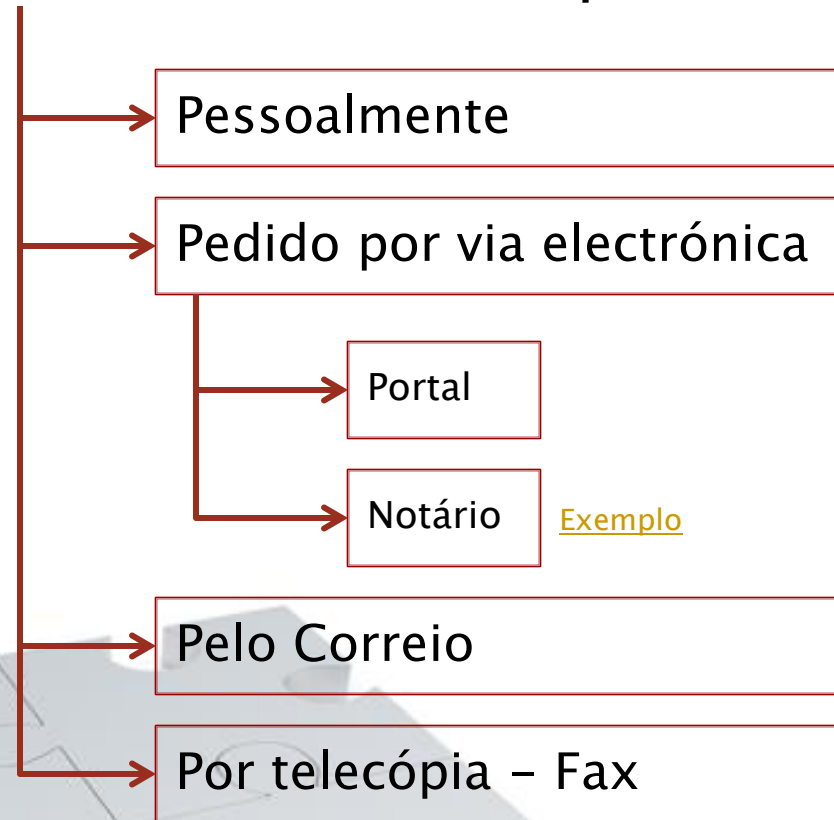 Pessoalmente
Pedido por via electrónica
Portal
Notário
Exemplo
Pelo Correio
Por telecópia – Fax